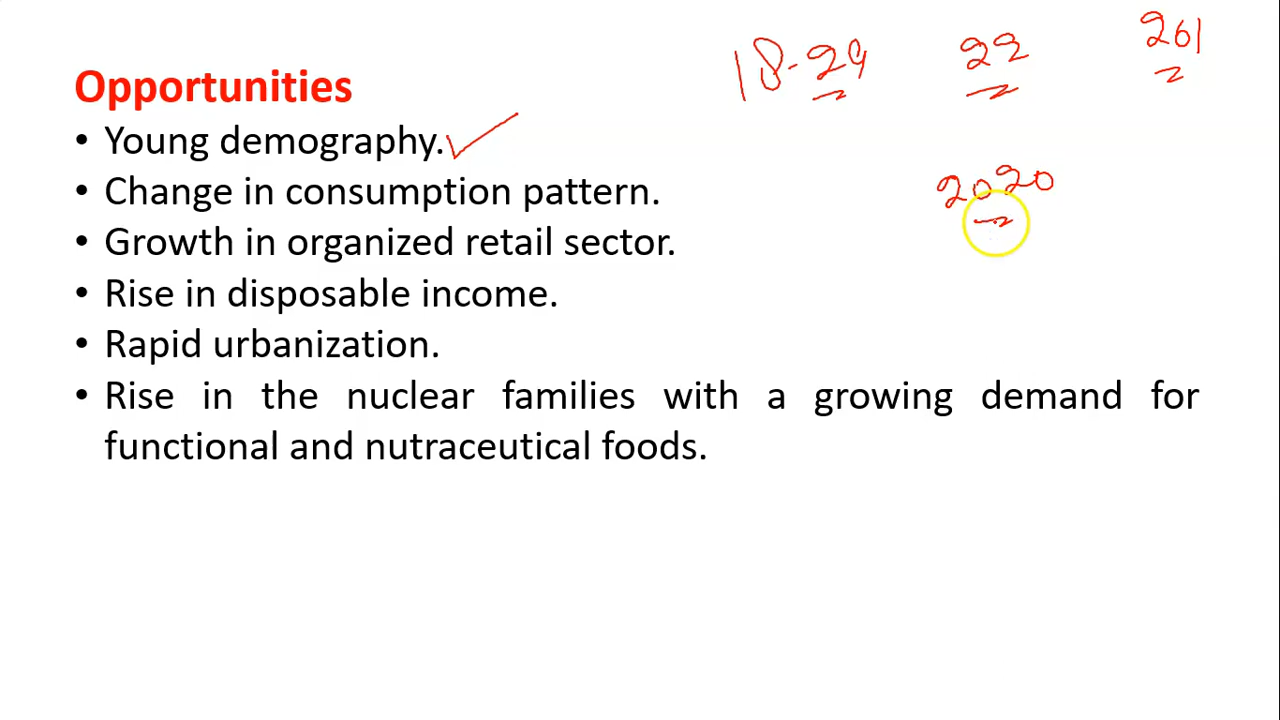 18-29 22 261
Opportunities
• Young demography.
2020
• Change in consumption pattern.
• Growth in organized retail sector.
• Rise in disposable income.
• Rapid urbanization.
• Rise in the nuclear families with a growing demand for
functional and nutraceutical foods.